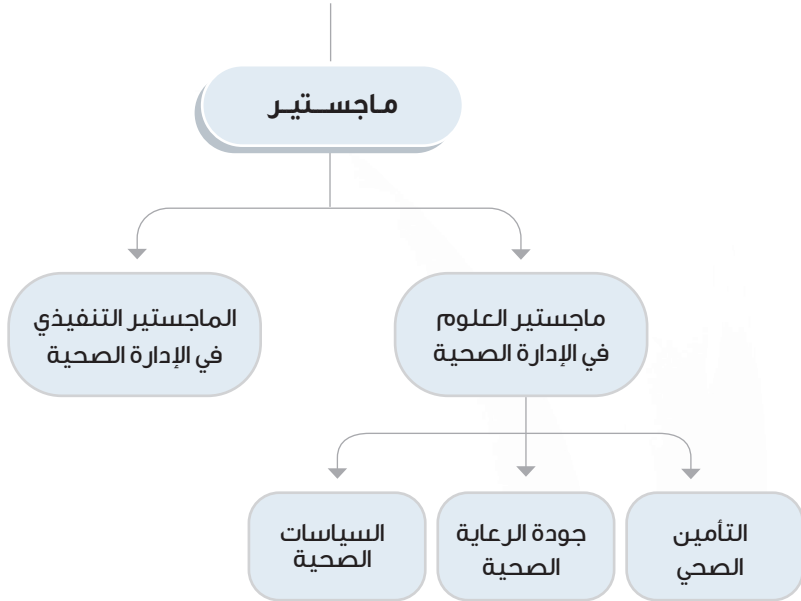 ماجستير
ماجستير العلوم
في الإدارة الصحية
الماجستير التنفيذي
في الإدارة الصحية
التأمين
الصحي
جودة الرعاية
الصحية
السياسات
الصحية